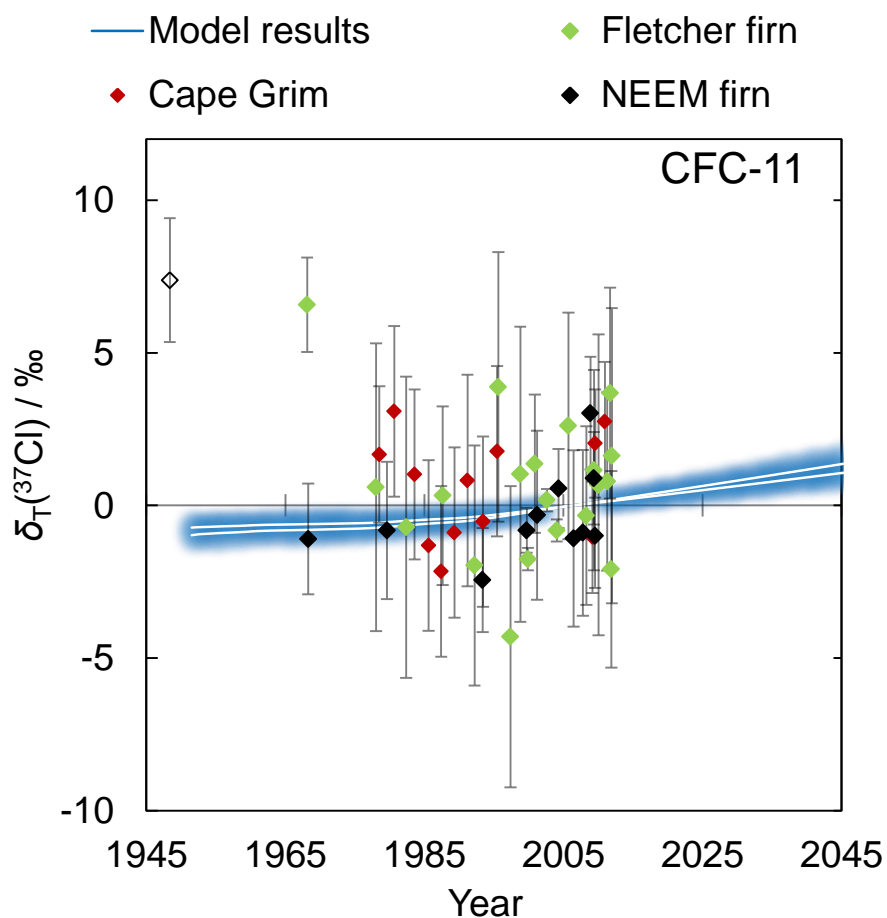 Model results
Fletcher firn
Cape Grim
NEEM firn
CFC-11
10
5
0
-5
-10
δT(³⁷Cl) / ‰
1945
1965
1985
2005
2025
2045
Year